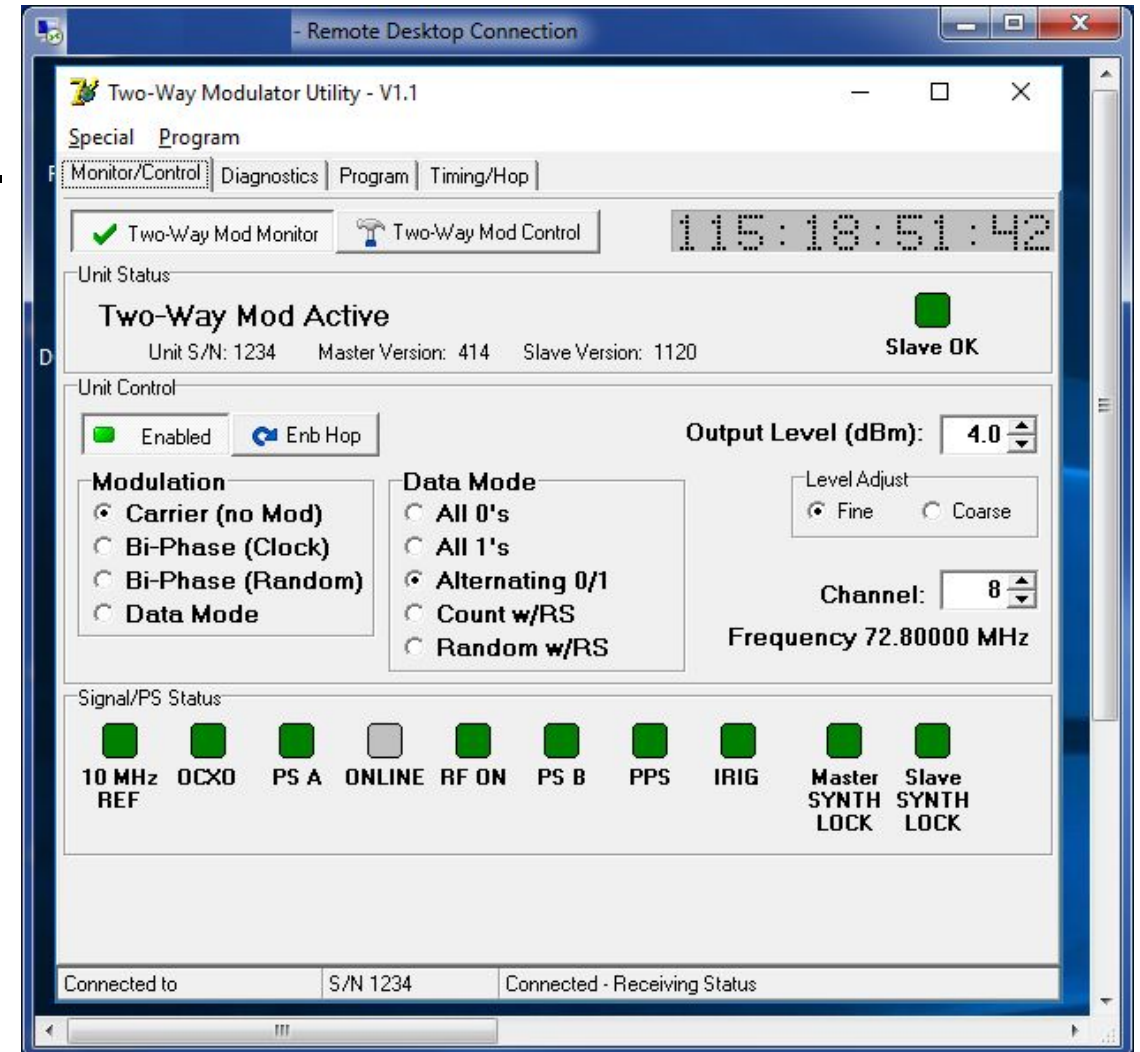 - Remote Desktop Connection
Two-Way Modulator Utility - V1.1
Special Program
Monitor/Control Diagnostics Program Timing/Hop
Two-Way Mod Monitor Two-Way Mod Control 115:18:51:42
Unit Status
Two-Way Mod Active
Unit S/N: 1234 Master Version: 414 Slave Version: 1120 Slave OK
Unit Control
Enabled Enb Hop Output Level (dBm): 4.0
Modulation
Carrier (no Mod)
Bi-Phase (Clock)
Bi-Phase (Random)
Data Mode
Data Mode
All 0's
All 1's
Alternating 0/1
Count w/RS
Random w/RS
Level Adjust
Fine Coarse
Channel: 8
Frequency 72.80000 MHz
Signal/PS Status
10 MHz REF
OCXO
PS A
ONLINE
RF ON
PS B
PPS
IRIG
Master SYNTH LOCK
Slave SYNTH LOCK
Connected to S/N 1234 Connected - Receiving Status